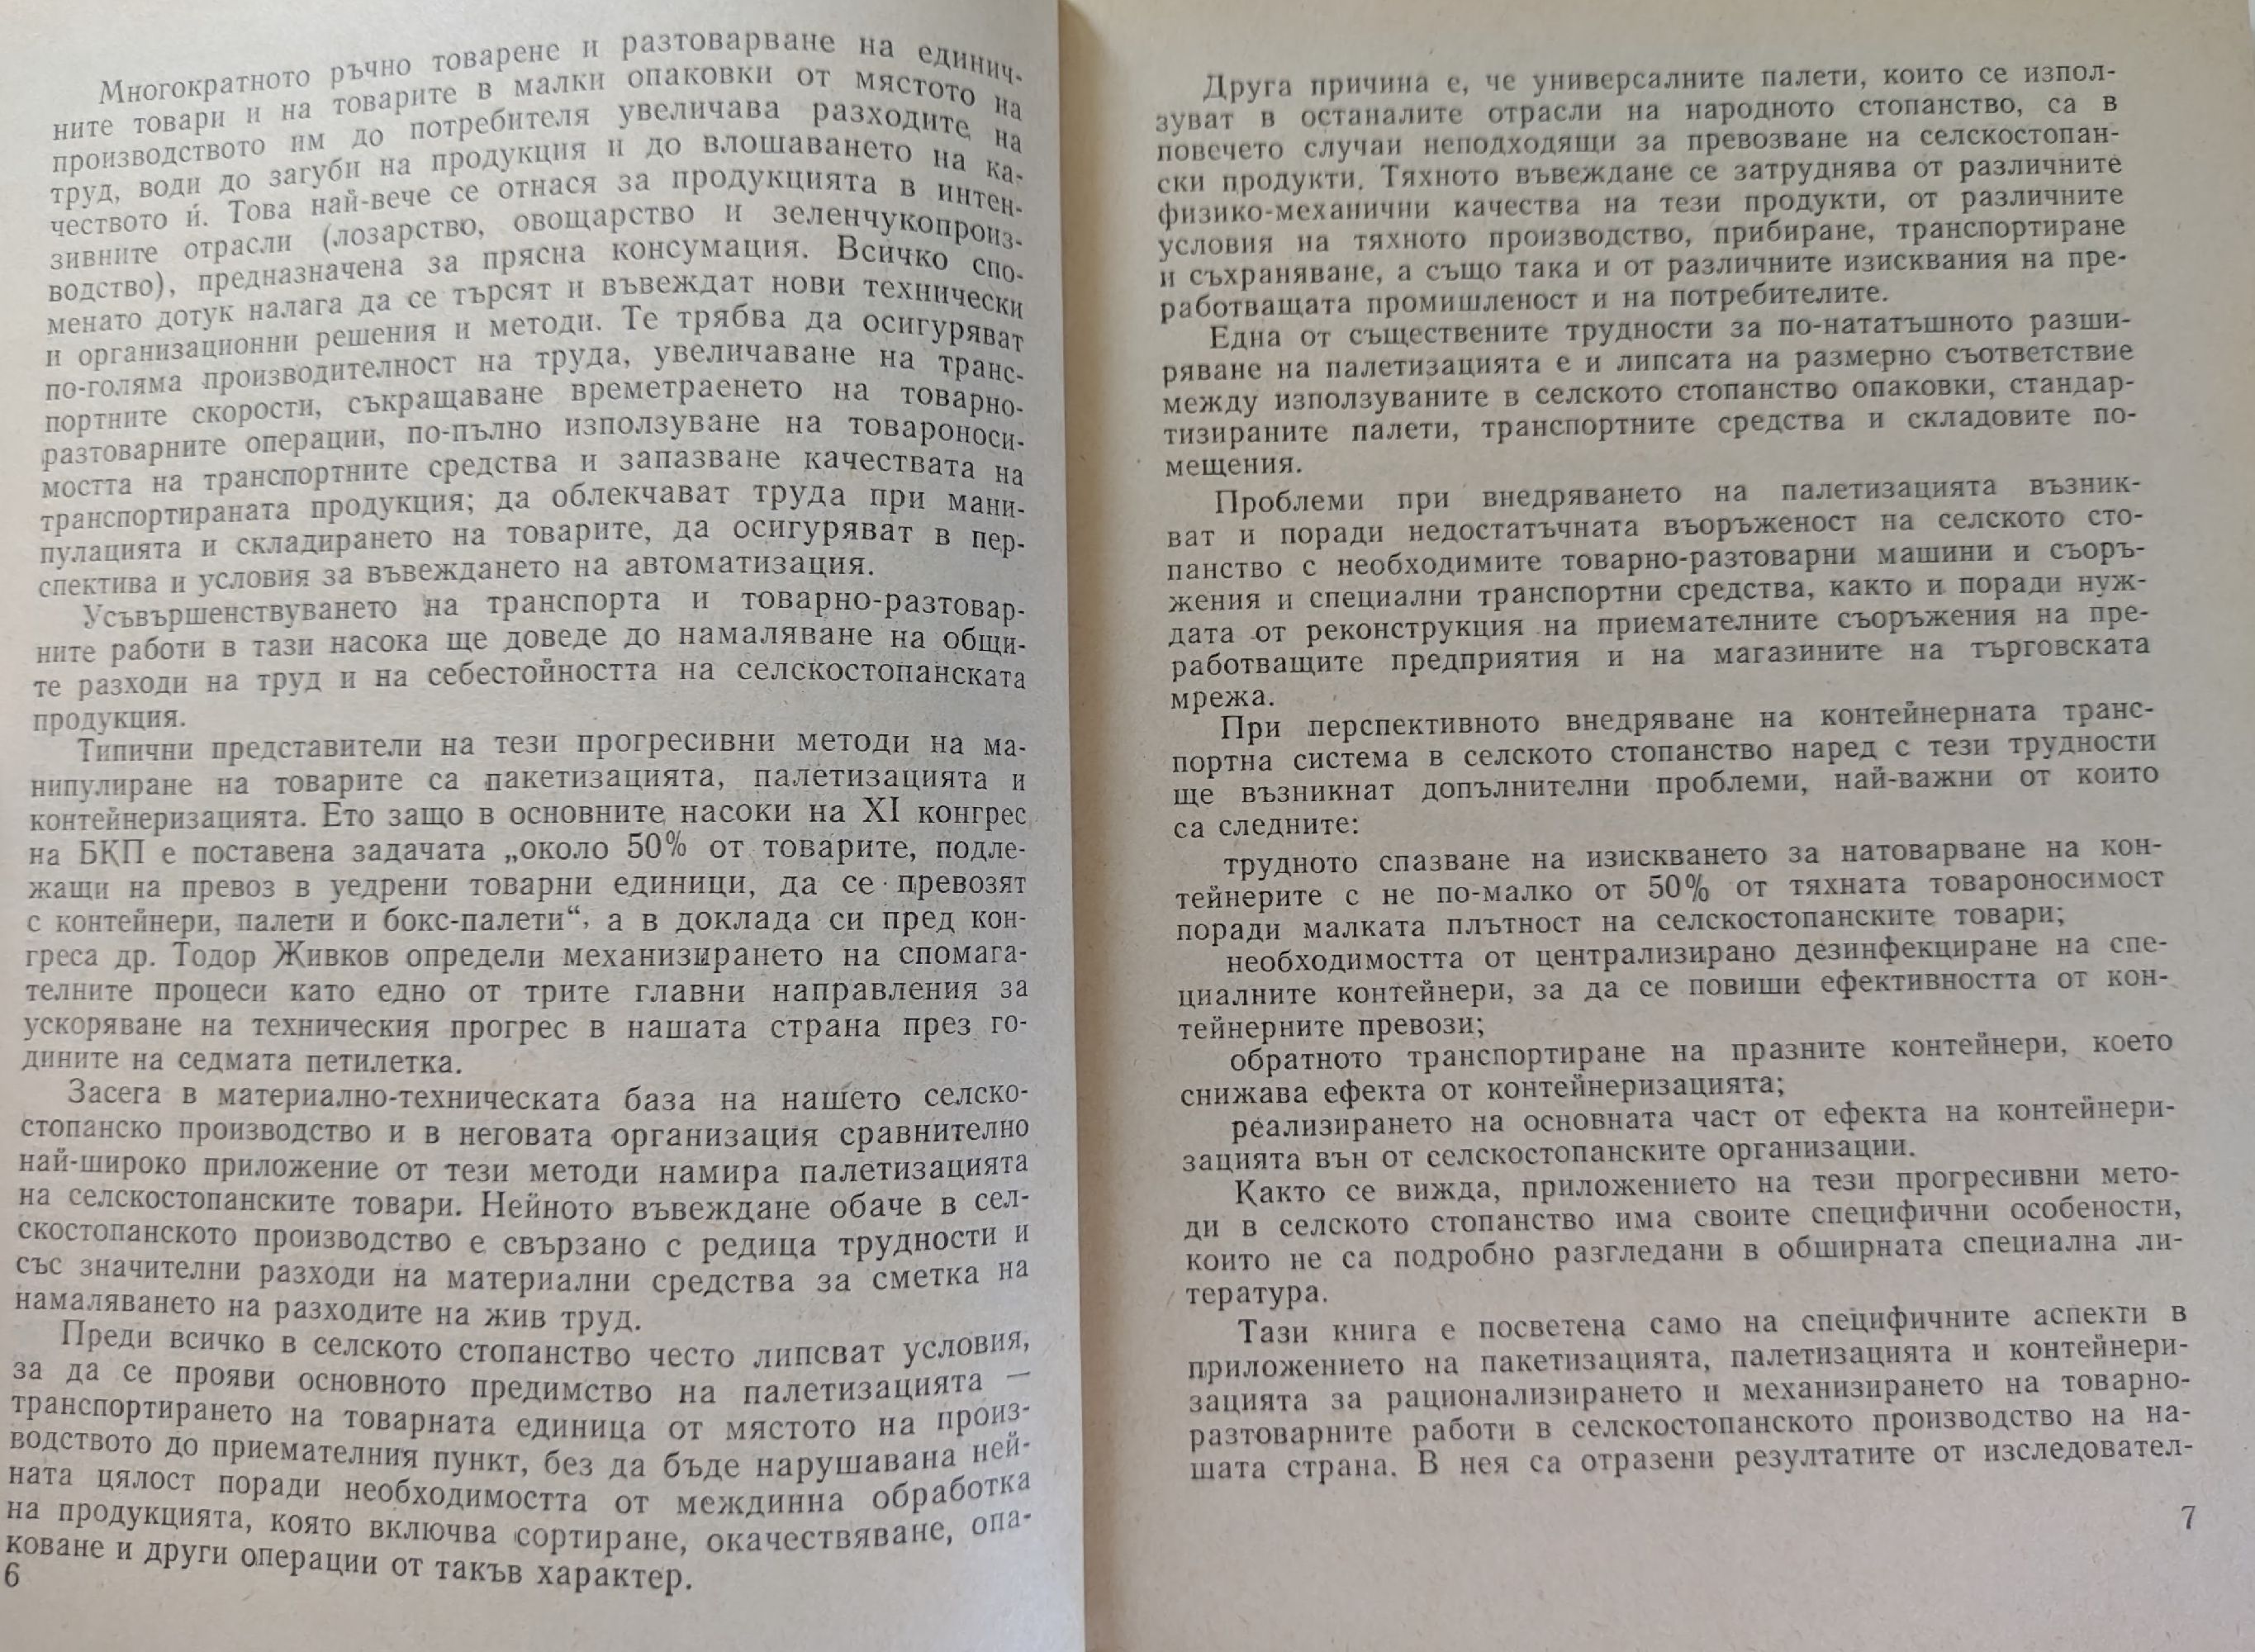 Многократното ръчно товарене и разтоварване на единич-
ните товари и на товарите в малки опаковки от мястото на
производството им до потребителя увеличава разходите на
труд, води до загуби на продукция и до влошаването на ка-
чеството ѝ. Това най-вече се отнася за продукцията в интен-
зивните отрасли (лозарство, овощарство и зеленчукопроиз-
водство), предназначена за прясна консумация. Всичко спо-
менато дотук налага да се търсят и въвеждат нови технически
и организационни решения и методи. Те трябва да осигуряват
по-голяма производителност на труда, увеличаване на транс-
портните скорости, съкращаване времетраенето на товарно-
разтоварните операции, по-пълно използуване на товароноси-
мостта на транспортните средства и запазване качествата на
транспортираната продукция; да облекчават труда при мани-
пулацията и складирането на товарите, да осигуряват в пер-
спектива и условия за въвеждането на автоматизация.
Усъвършенствуването на транспорта и товарно-разтовар-
ните работи в тази насока ще доведе до намаляване на общи-
те разходи на труд и на себестойността на селскостопанската
продукция.
Типични представители на тези прогресивни методи на ма-
нипулиране на товарите са пакетизацията, палетизацията и
контейнеризацията. Ето защо в основните насоки на XI конгрес
на БКП е поставена задачата „около 50% от товарите, подле-
жащи на превоз в уедрени товарни единици, да се превозят
с контейнери, палети и бокс-палети“, а в доклада си пред кон-
греса др. Тодор Живков определи механизирането на спомага-
телните процеси като едно от трите главни направления за
ускоряване на техническия прогрес в нашата страна през го-
дините на седмата петилетка.
Засега в материално-техническата база на нашето селско-
стопанско производство и в неговата организация сравнително
най-широко приложение от тези методи намира палетизацията
на селскостопанските товари. Нейното въвеждане обаче в сел-
скостопанското производство е свързано с редица трудности и
със значителни разходи на материални средства за сметка на
намаляването на разходите на жив труд.
Преди всичко в селското стопанство често липсват условия,
за да се прояви основното предимство на палетизацията —
транспортирането на товарната единица от мястото на произ-
водството до приемателния пункт, без да бъде нарушавана ней-
ната цялост поради необходимостта от междинна обработка
на продукцията, която включва сортиране, окачествяване, опа-
коване и други операции от такъв характер.
6
Друга причина е, че универсалните палети, които се изпол-
зуват в останалите отрасли на народното стопанство, са в
повечето случаи неподходящи за превозване на селскостопан-
ски продукти. Тяхното въвеждане се затруднява от различните
физико-механични качества на тези продукти, от различните
условия на тяхното производство, прибиране, транспортиране
и съхраняване, а също така и от различните изисквания на пре-
работващата промишленост и на потребителите.
Една от съществените трудности за по-нататъшното разши-
ряване на палетизацията е и липсата на размерно съответствие
между използуваните в селското стопанство опаковки, стандар-
тизираните палети, транспортните средства и складовите по-
мещения.
Проблеми при внедряването на палетизацията възник-
ват и поради недостатъчната въоръженост на селското сто-
панство с необходимите товарно-разтоварни машини и съоръ-
жения и специални транспортни средства, както и поради нуж-
дата от реконструкция на приемателните съоръжения на пре-
работващите предприятия и на магазините на търговската
мрежа.
При перспективното внедряване на контейнерната транс-
портна система в селското стопанство наред с тези трудности
ще възникнат допълнителни проблеми, най-важни от които
са следните:
трудното спазване на изискването за натоварване на кон-
тейнерите с не по-малко от 50% от тяхната товароносимост
поради малката плътност на селскостопанските товари;
необходимостта от централизирано дезинфекциране на спе-
циалните контейнери, за да се повиши ефективността от кон-
тейнерните превози;
обратното транспортиране на празните контейнери, което
снижава ефекта от контейнеризацията;
реализирането на основната част от ефекта на контейнери-
зацията вън от селскостопанските организации.
Както се вижда, приложението на тези прогресивни мето-
ди в селското стопанство има своите специфични особености,
които не са подробно разгледани в обширната специална ли-
тература.
Тази книга е посветена само на специфичните аспекти в
приложението на пакетизацията, палетизацията и контейнери-
зацията за рационализирането и механизирането на товарно-
разтоварните работи в селскостопанското производство на на-
шата страна. В нея са отразени резултатите от изследовател-
7